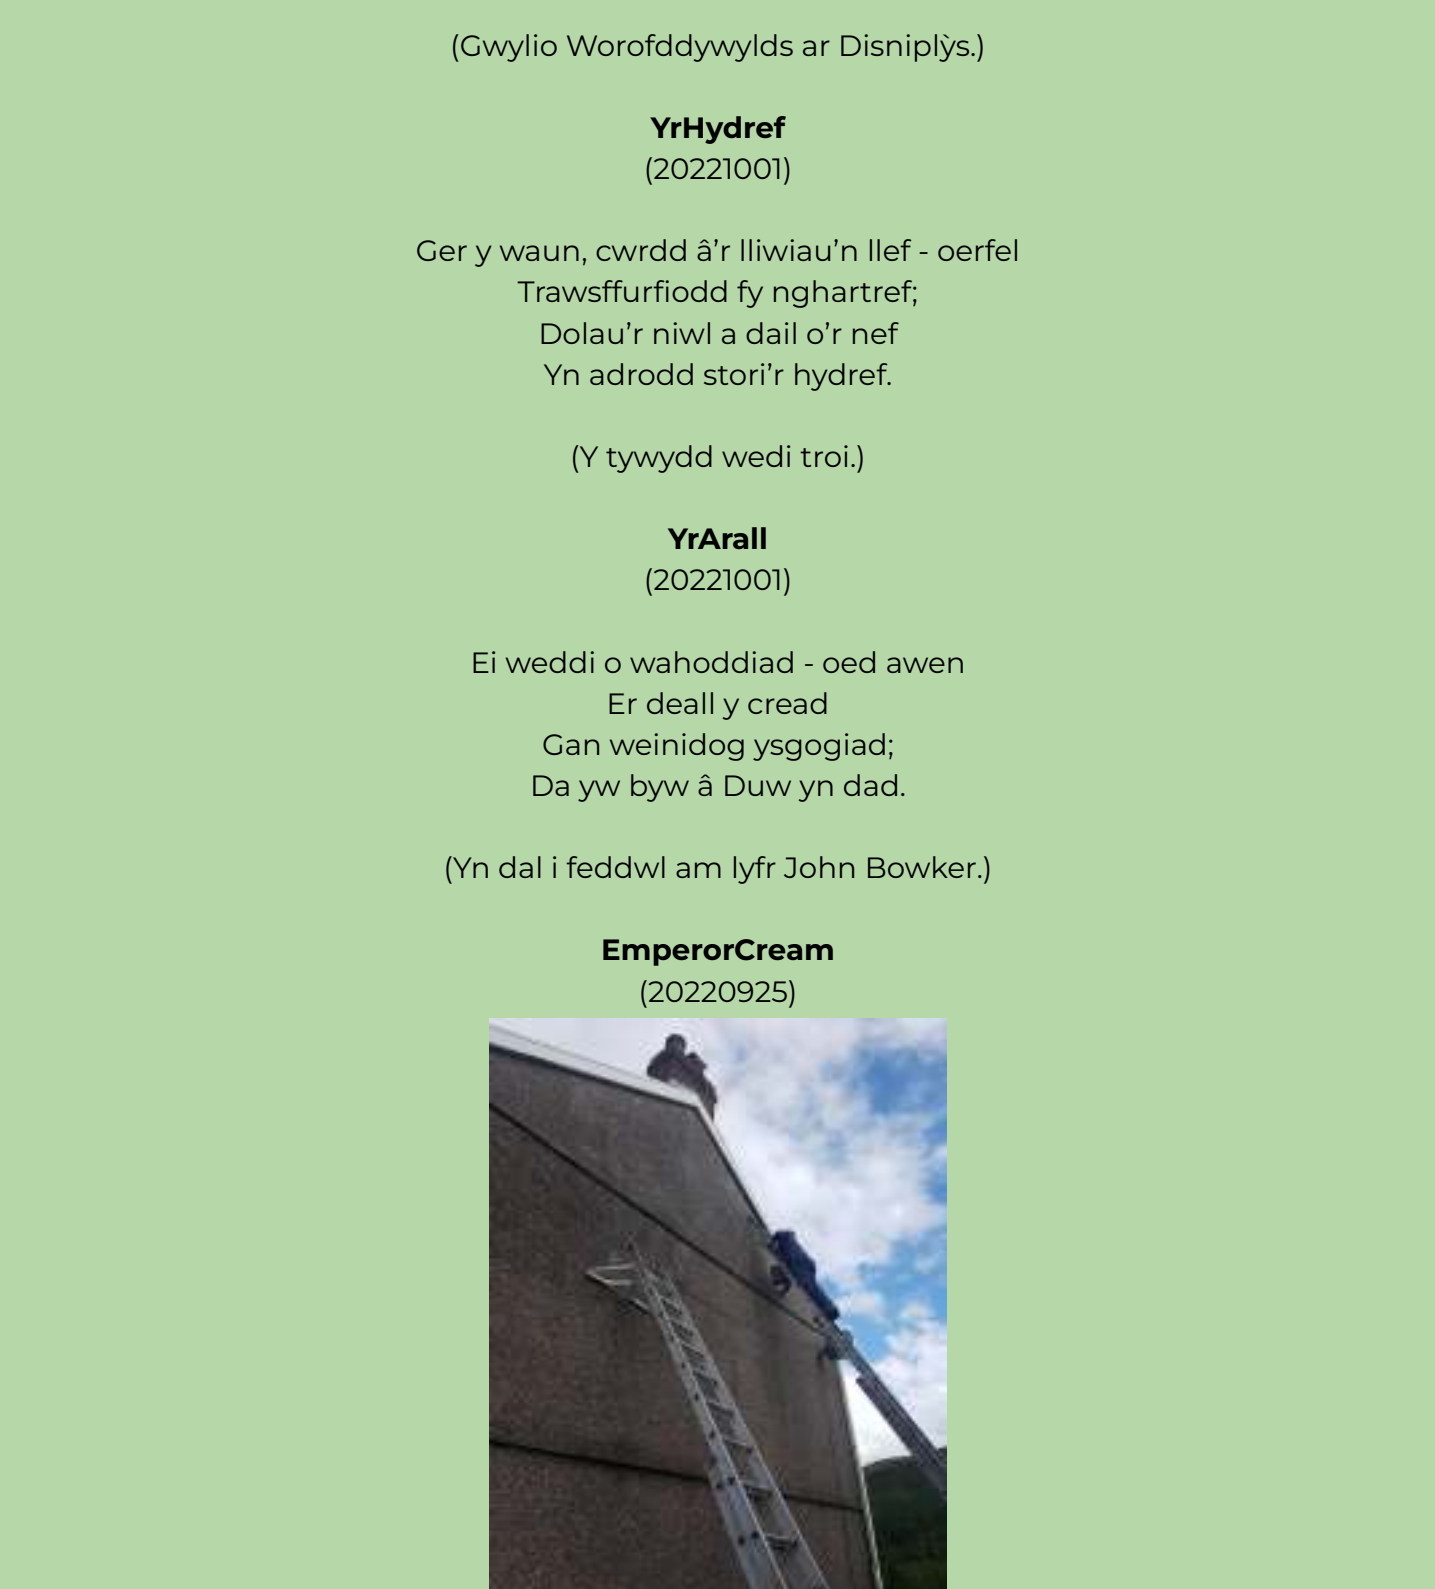 (Gwylio Worofddywylds ar Disniplỳs.)
YrHydref
(20221001)
Ger y waun, cwrdd â’r lliwiau’n llef - oerfel
Trawsffurfiodd fy nghartref;
Dolau’r niwl a dail o’r nef
Yn adrodd stori’r hydref.
(Y tywydd wedi troi.)
YrArall
(20221001)
Ei weddi o wahoddiad - oed awen
Er deall y cread
Gan weinidog ysgogiad;
Da yw byw â Duw yn dad.
(Yn dal i feddwl am lyfr John Bowker.)
EmperorCream
(20220925)